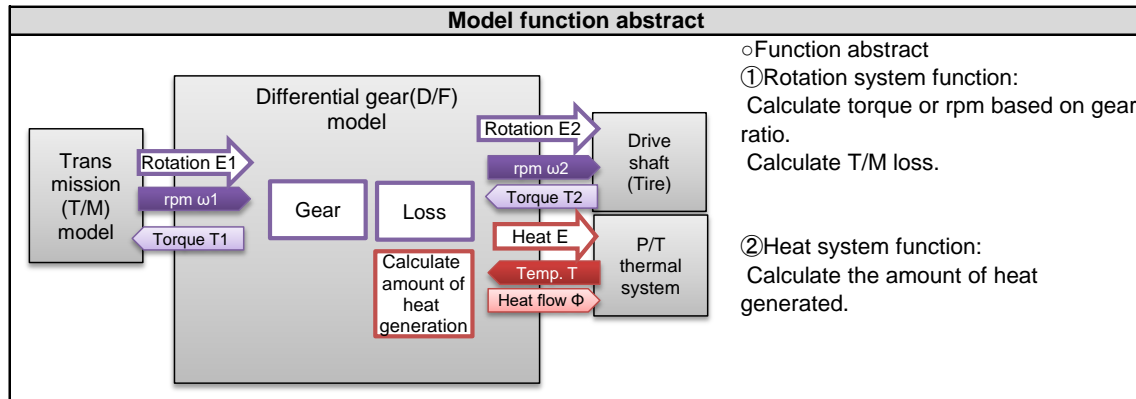 Model function abstract
Differential gear(D/F)
model
Trans
mission
(T/M)
model
Rotation E1
rpm ω1
Torque T1
Gear
Loss
Calculate
amount of
heat
generation
Rotation E2
rpm ω2
Torque T2
Heat E
Temp. T
Heat flow Φ
Drive
shaft
(Tire)
P/T
thermal
system
○Function abstract
①Rotation system function:
Calculate torque or rpm based on gear
ratio.
Calculate T/M loss.
②Heat system function:
Calculate the amount of heat
generated.